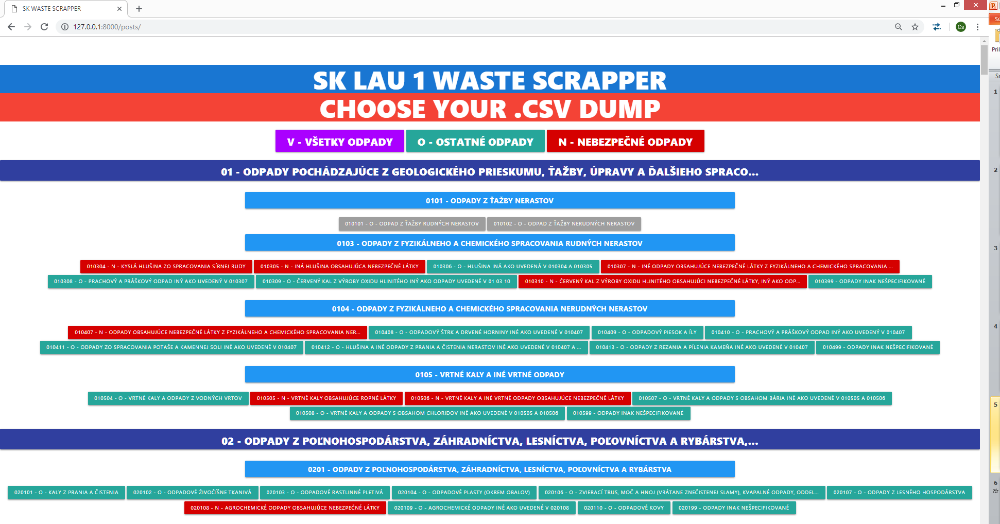 SK WASTE SCRAPPER
127.0.0.1:8000/posts/
Cs
SK LAU 1 WASTE SCRAPPER
CHOOSE YOUR .CSV DUMP
V - VŠETKY ODPADY O - OSTATNÉ ODPADY N - NEBEZPEČNÉ ODPADY
01 - ODPADY POCHÁDZAJÚCE Z GEOLOGICKÉHO PRIESKUMU, ŤAŽBY, ÚPRAVY A ĎALŠIEHO SPRACO...
0101 - ODPADY Z ŤAŽBY NERASTOV
010101 - O - ODPAD Z ŤAŽBY RUDNÝCH NERASTOV 010102 - O - ODPAD Z ŤAŽBY NERUDNÝCH NERASTOV
0103 - ODPADY Z FYZIKÁLNEHO A CHEMICKÉHO SPRACOVANIA RUDNÝCH NERASTOV
010304 - N - KYSLÁ HLUŠINA ZO SPRACOVANIA SÍRNEJ RUDY 010305 - N - INÁ HLUŠINA OBSAHUJÚCA NEBEZPEČNÉ LÁTKY 010306 - O - HLUŠINA INÁ AKO UVEDENÁ V 010304 A 010305 010307 - N - INÉ ODPADY OBSAHUJÚCE NEBEZPEČNÉ LÁTKY Z FYZIKÁLNEHO A CHEMICKÉHO SPRACOVANIA ...
010308 - O - PRACHOVÝ A PRÁŠKOVÝ ODPAD INÝ AKO UVEDENÝ V 010307 010309 - O - ČERVENÝ KAL Z VÝROBY OXIDU HLINITÉHO INÝ AKO ODPADY UVEDENÉ V 01 03 10 010310 - N - ČERVENÝ KAL Z VÝROBY OXIDU HLINITÉHO OBSAHUJÚCI NEBEZPEČNÉ LÁTKY, INÝ AKO ODP... 010399 - ODPADY INAK NEŠPECIFIKOVANÉ
0104 - ODPADY Z FYZIKÁLNEHO A CHEMICKÉHO SPRACOVANIA NERUDNÝCH NERASTOV
010407 - N - ODPADY OBSAHUJÚCE NEBEZPEČNÉ LÁTKY Z FYZIKÁLNEHO A CHEMICKÉHO SPRACOVANIA NER... 010408 - O - ODPADOVÝ ŠTRK A DRVENÉ HORNINY INÉ AKO UVEDENÉ V 010407 010409 - O - ODPADOVÝ PIESOK A ÍLY 010410 - O - PRACHOVÝ A PRÁŠKOVÝ ODPAD INÝ AKO UVEDENÝ V 010407
010411 - O - ODPADY ZO SPRACOVANIA POTAŠE A KAMENNEJ SOLI INÉ AKO UVEDENÉ V 010407 010412 - O - HLUŠINA A INÉ ODPADY Z PRANIA A ČISTENIA NERASTOV INÉ AKO UVEDENÉ V 010407 A ... 010413 - O - ODPADY Z REZANIA A PÍLENIA KAMEŇA INÉ AKO UVEDENÉ V 010407 010499 - ODPADY INAK NEŠPECIFIKOVANÉ
0105 - VRTNÉ KALY A INÉ VRTNÉ ODPADY
010504 - O - VRTNÉ KALY A ODPADY Z VODNÝCH VRTOV 010505 - N - VRTNÉ KALY OBSAHUJÚCE ROPNÉ LÁTKY 010506 - N - VRTNÉ KALY A INÉ VRTNÉ ODPADY OBSAHUJÚCE NEBEZPEČNÉ LÁTKY 010507 - O - VRTNÉ KALY A ODPADY S OBSAHOM BÁRIA INÉ AKO UVEDENÉ V 010505 A 010506
010508 - O - VRTNÉ KALY A ODPADY S OBSAHOM CHLORIDOV INÉ AKO UVEDENÉ V 010505 A 010506 010599 - ODPADY INAK NEŠPECIFIKOVANÉ
02 - ODPADY Z POĽNOHOSPODÁRSTVA, ZÁHRADNÍCTVA, LESNÍCTVA, POĽOVNÍCTVA A RYBÁRSTVA,...
0201 - ODPADY Z POĽNOHOSPODÁRSTVA, ZÁHRADNÍCTVA, LESNÍCTVA, POĽOVNÍCTVA A RYBÁRSTVA
020101 - O - KALY Z PRANIA A ČISTENIA 020102 - O - ODPADOVÉ ŽIVOČÍŠNE TKANIVÁ 020103 - O - ODPADOVÉ RASTLINNÉ PLETIVÁ 020104 - O - ODPADOVÉ PLASTY (OKREM OBALOV) 020106 - O - ZVIERACÍ TRUS, MOČ A HNOJ (VRÁTANE ZNEČISTENEJ SLAMY), KVAPALNÉ ODPADY, ODDEL... 020107 - O - ODPADY Z LESNÉHO HOSPODÁRSTVA
020108 - N - AGROCHEMICKÉ ODPADY OBSAHUJÚCE NEBEZPEČNÉ LÁTKY 020109 - O - AGROCHEMICKÉ ODPADY INÉ AKO UVEDENÉ V 020108 020110 - O - ODPADOVÉ KOVY 020199 - ODPADY INAK NEŠPECIFIKOVANÉ
P
Sú
Pril
Sr
1
2
3
4
5
6